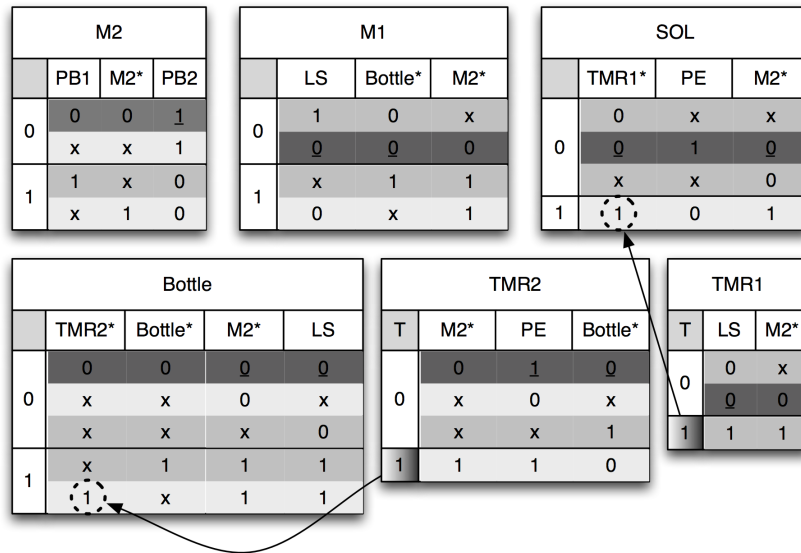 M2
PB1 M2* PB2
0 0 0 1
x x 1
1 1 x 0
x 1 0
M1
LS Bottle* M2*
0 1 0 x
0 0 0
1 x 1 1
0 x 1
SOL
TMR1* PE M2*
0 0 x x
0 1 0
x x 0
1 1 0 1
Bottle
TMR2* Bottle* M2* LS
0 0 0 0 0
x x 0 x
x x x 0
1 x 1 1 1
1 x 1 1
TMR2
T M2* PE Bottle*
0 0 1 0
x 0 x
x x 1
1 1 1 0
TMR1
T LS M2*
0 0 x
0 0
1 1 1